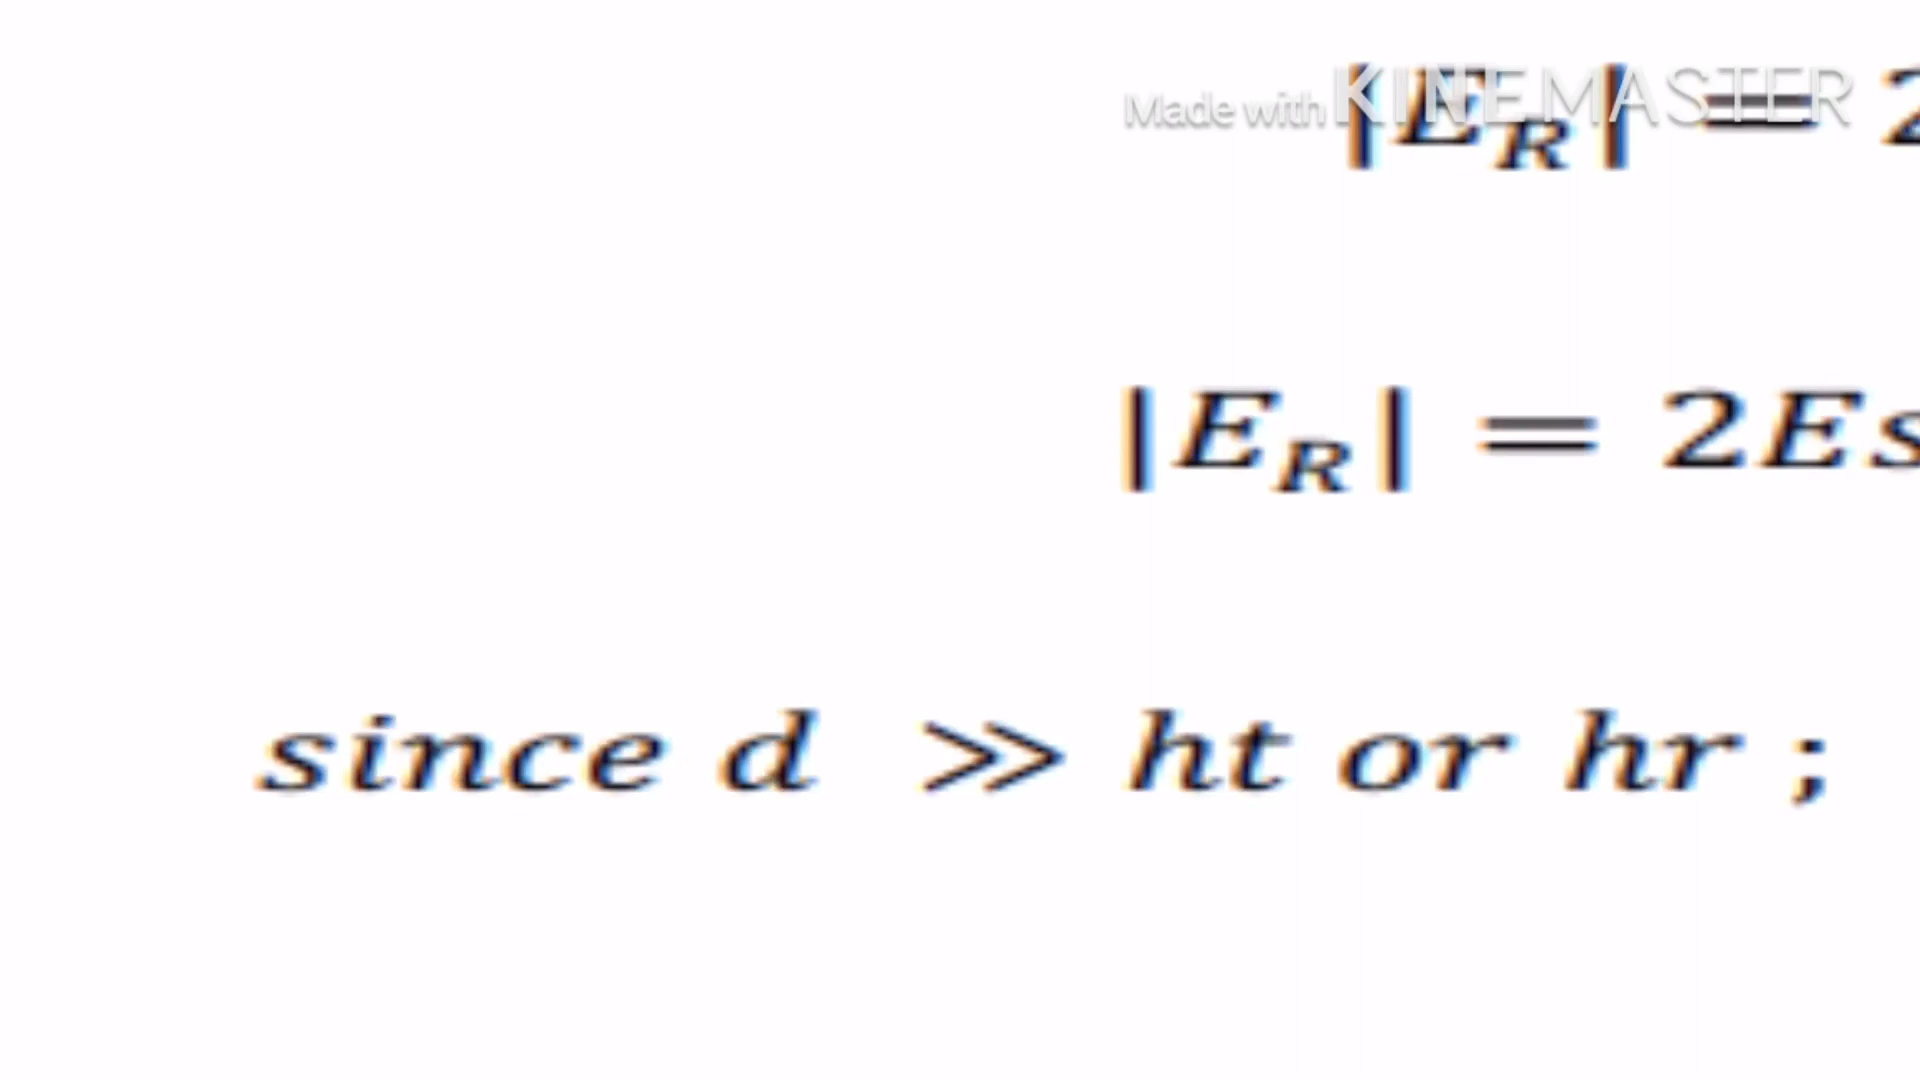 Made with KINEMASTER
|E_R| = 2
|E_R| = 2Es
since d ≫ ht or hr ;